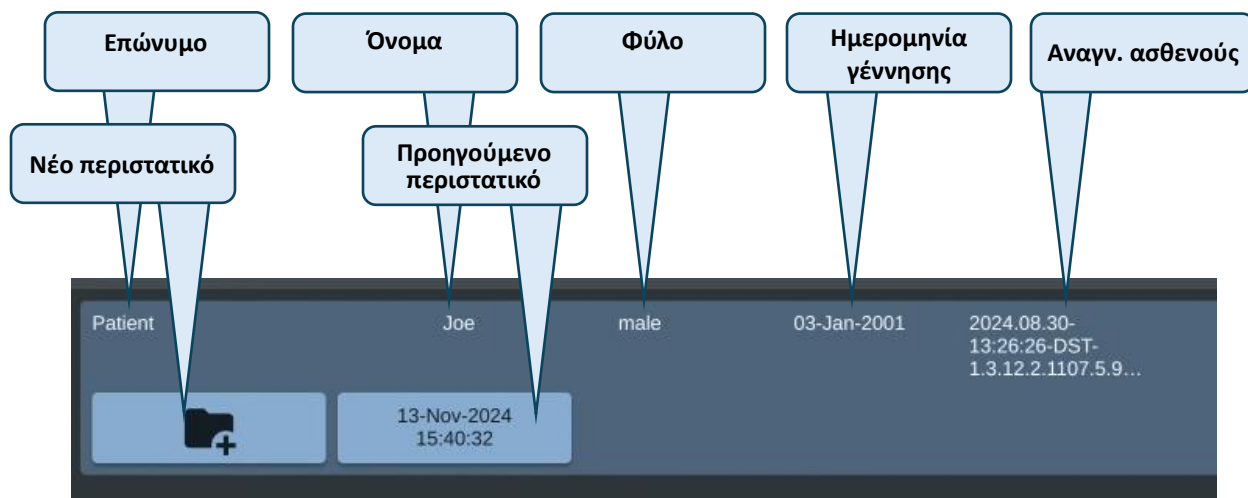 Επώνυμο
Όνομα
Φύλο
Ημερομηνία
γέννησης
Αναγν. ασθενούς
Νέο περιστατικό
Προηγούμενο
περιστατικό
Patient
Joe
male
03-Jan-2001
2024.08.30-
13:26:26-DST-
1.3.12.2.1107.5.9…
13-Nov-2024
15:40:32